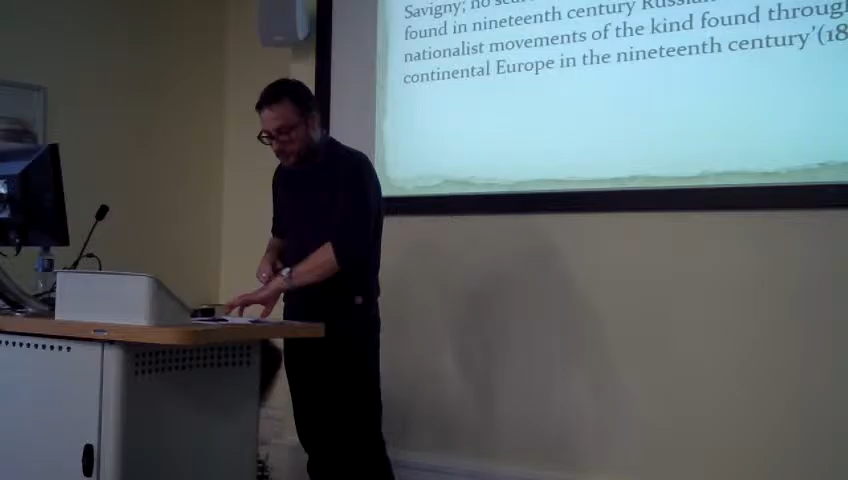 Savigny; no
found in nineteenth century Russian
nationalist movements of the kind found through
continental Europe in the nineteenth century'(18